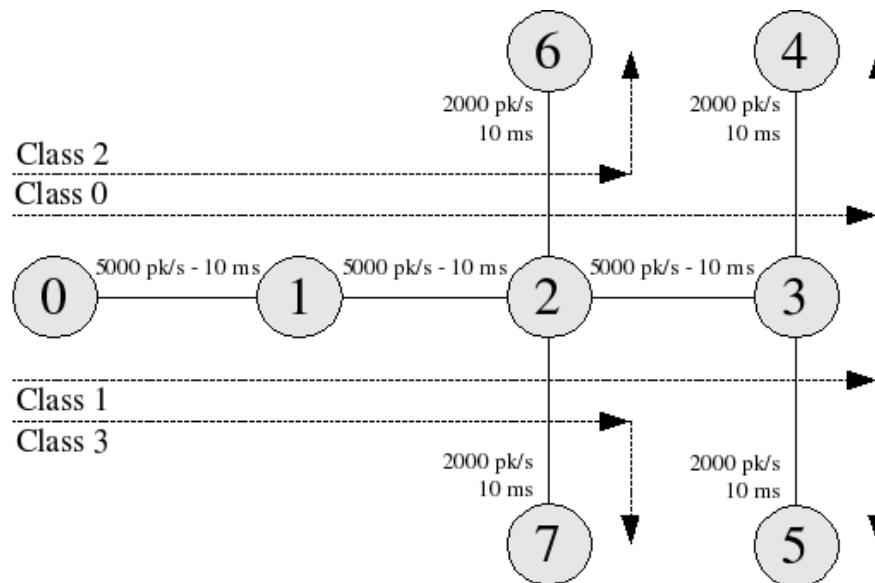 6
4
2000 pk/s
10 ms
2000 pk/s
10 ms
Class 2
Class 0
5000 pk/s - 10 ms
5000 pk/s - 10 ms
5000 pk/s - 10 ms
0
1
2
3
Class 1
Class 3
2000 pk/s
10 ms
2000 pk/s
10 ms
7
5